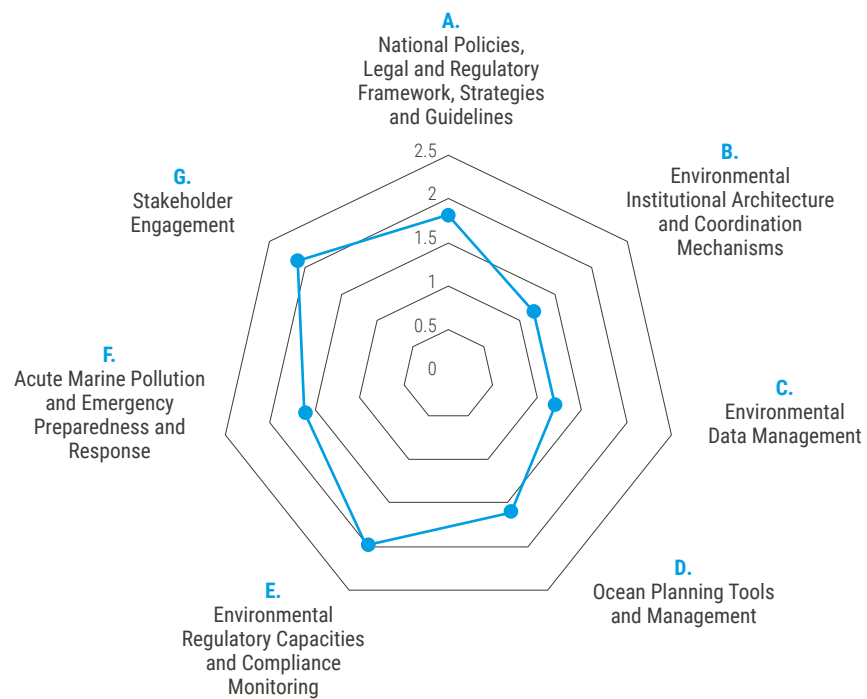 A.
National Policies,
Legal and Regulatory
Framework, Strategies
and Guidelines
B.
Environmental
Institutional Architecture
and Coordination
Mechanisms
C.
Environmental
Data Management
D.
Ocean Planning Tools
and Management
E.
Environmental
Regulatory Capacities
and Compliance
Monitoring
F.
Acute Marine Pollution
and Emergency
Preparedness and
Response
G.
Stakeholder
Engagement
2.5
2
1.5
1
0.5
0